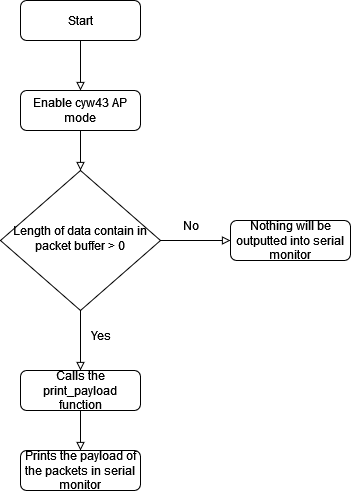 Start
Enable cyw43 AP
mode
Length of data contain in
packet buffer > 0
No
Nothing will be
outputted into serial
monitor
Yes
Calls the
print_payload
function
Prints the payload of
the packets in serial
monitor